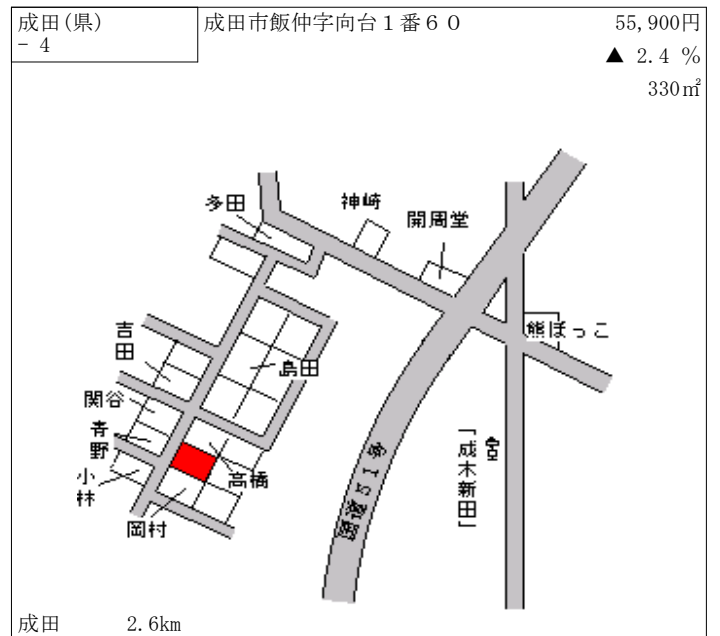 成田(県)
－ 4
成田市飯仲字向台１番６０
55,900円
▲ 2.4 %
330㎡
多田
神崎
開周堂
熊ぼっこ
吉田
島田
関谷
青野
高橋
小林
岡村
国道５１号
「成木新田」
成田 2.6km